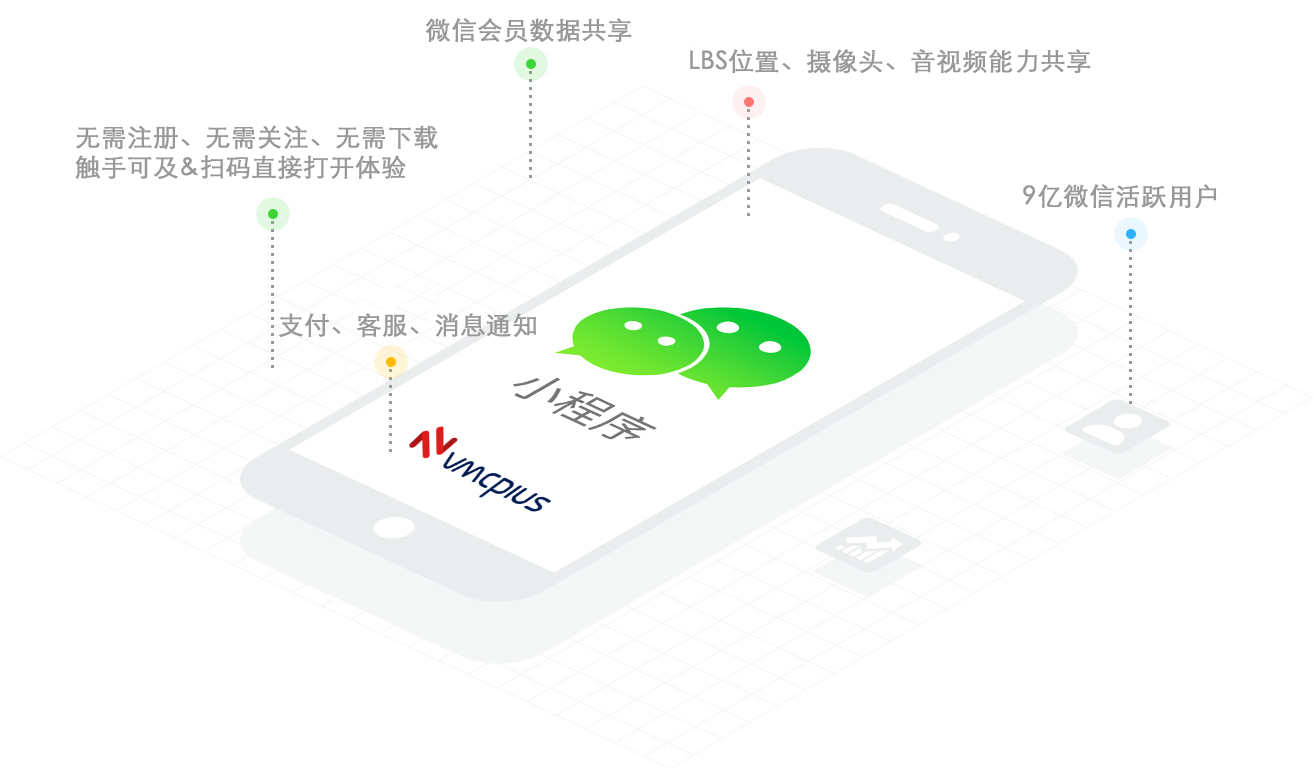 微信会员数据共享
LBS位置、摄像头、音视频能力共享
无需注册、无需关注、无需下载
触手可及&扫码直接打开体验
9亿微信活跃用户
支付、客服、消息通知
小程序
vmcplus